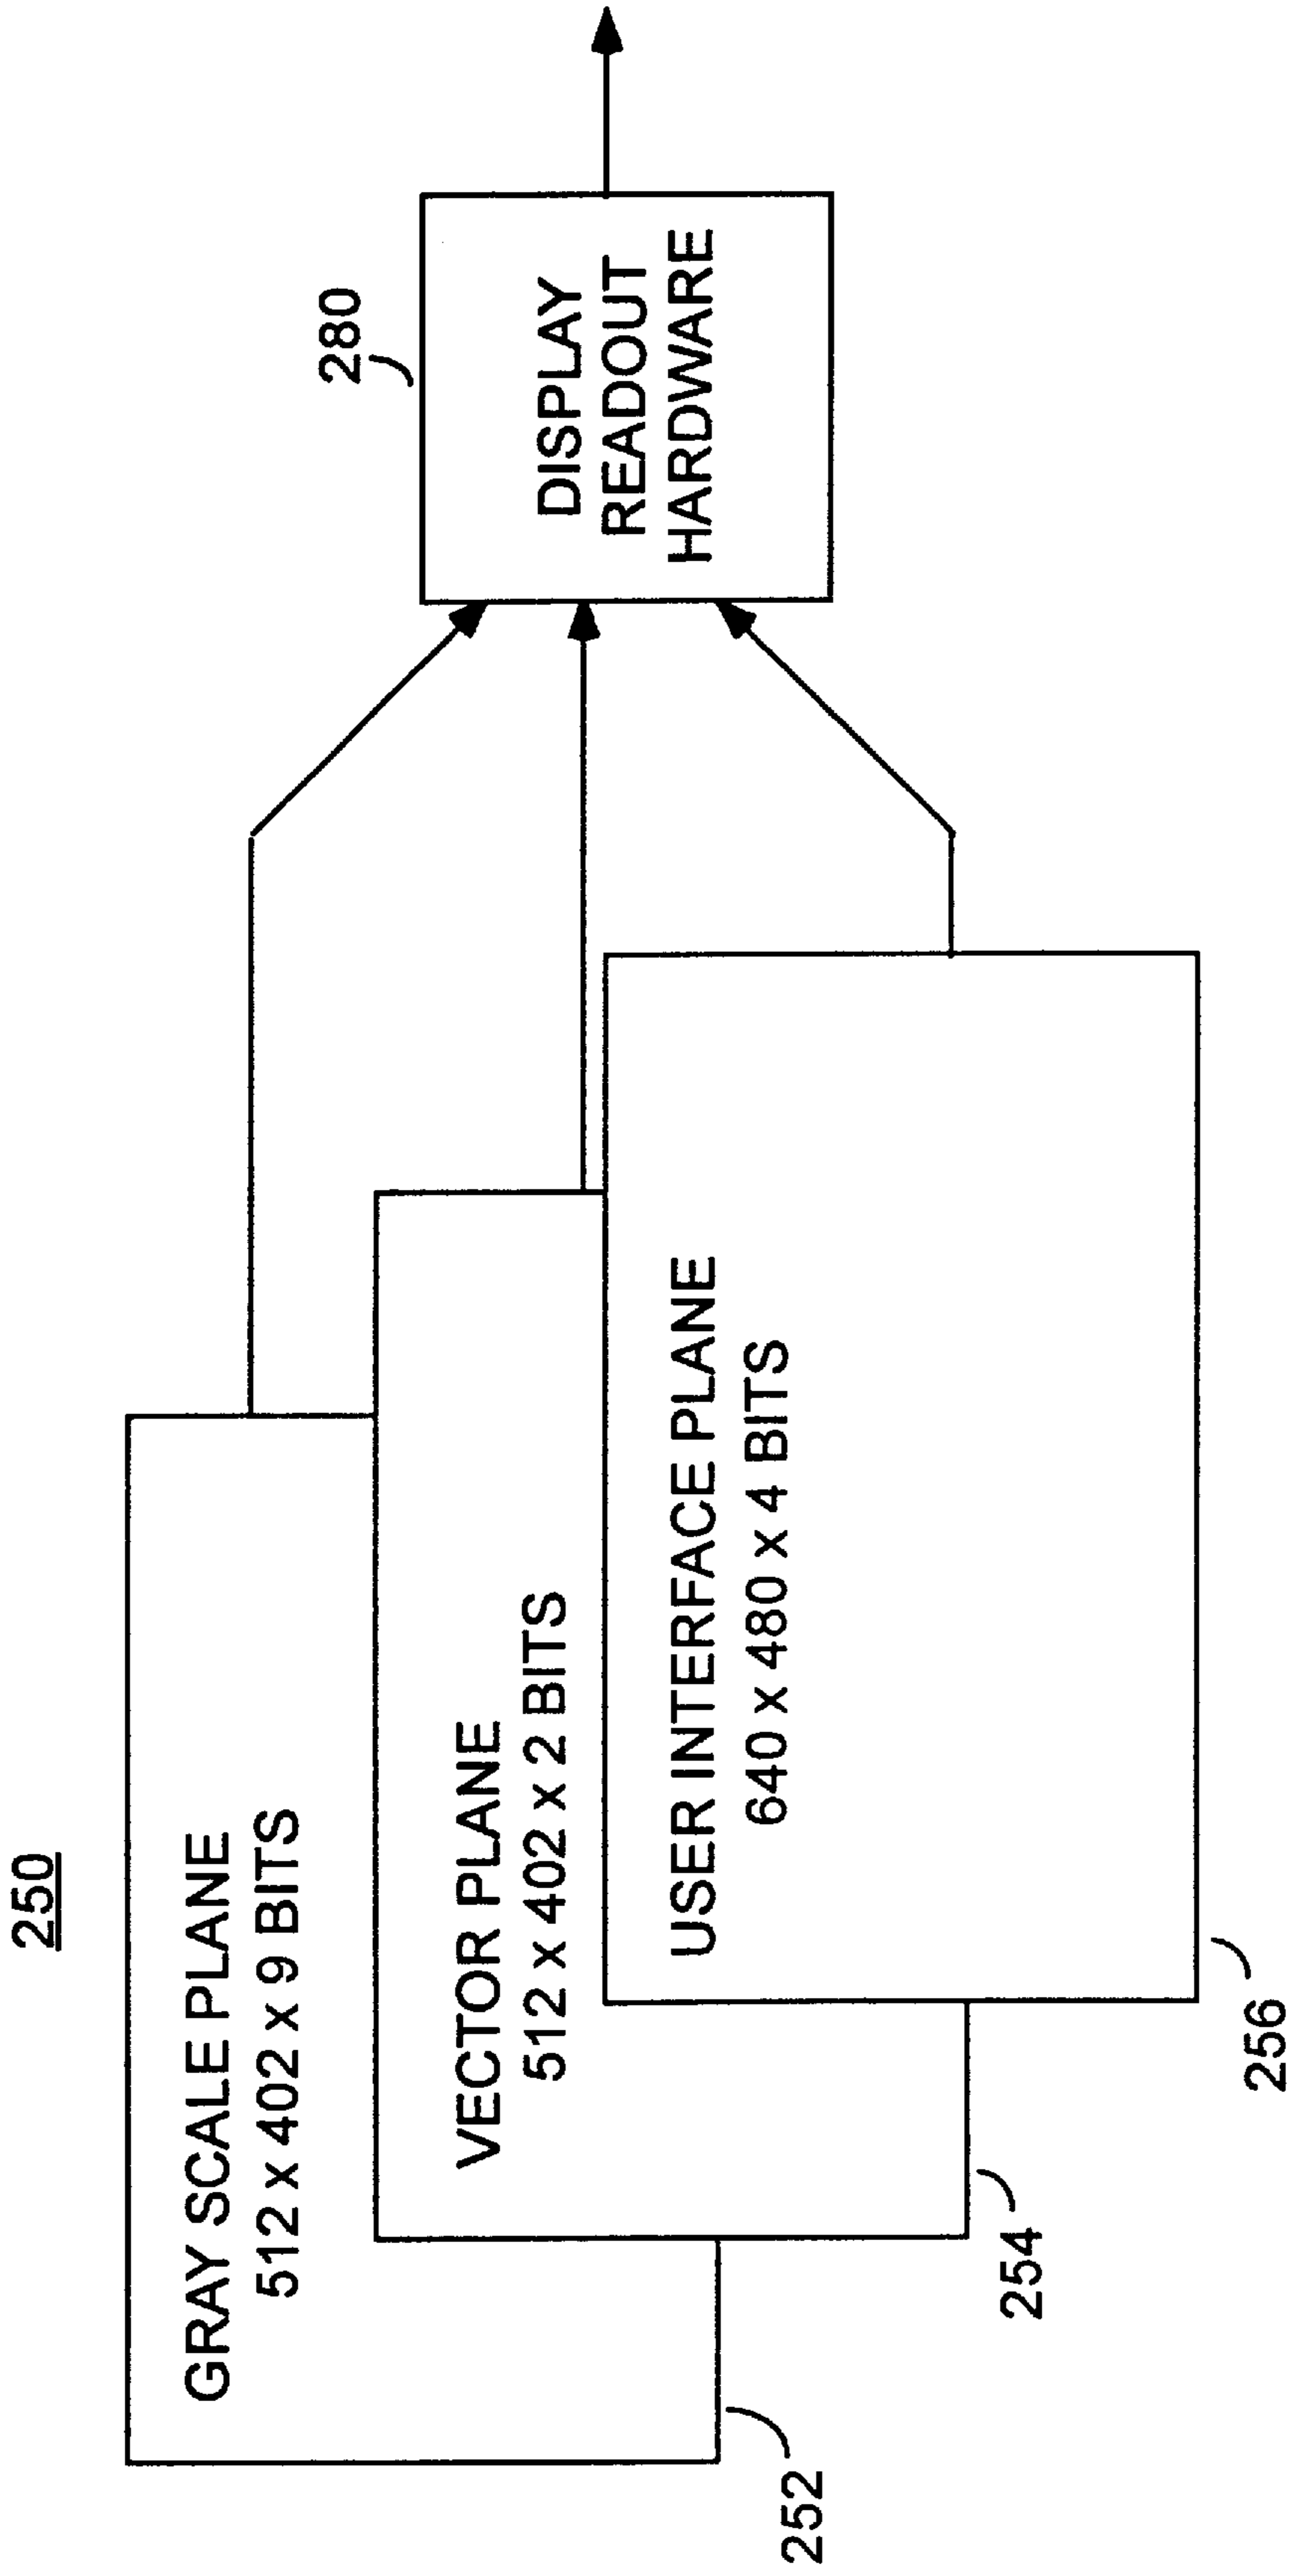 250
GRAY SCALE PLANE
512 x 402 x 9 BITS
252
VECTOR PLANE
512 x 402 x 2 BITS
254
USER INTERFACE PLANE
640 x 480 x 4 BITS
256
280
DISPLAY
READOUT
HARDWARE